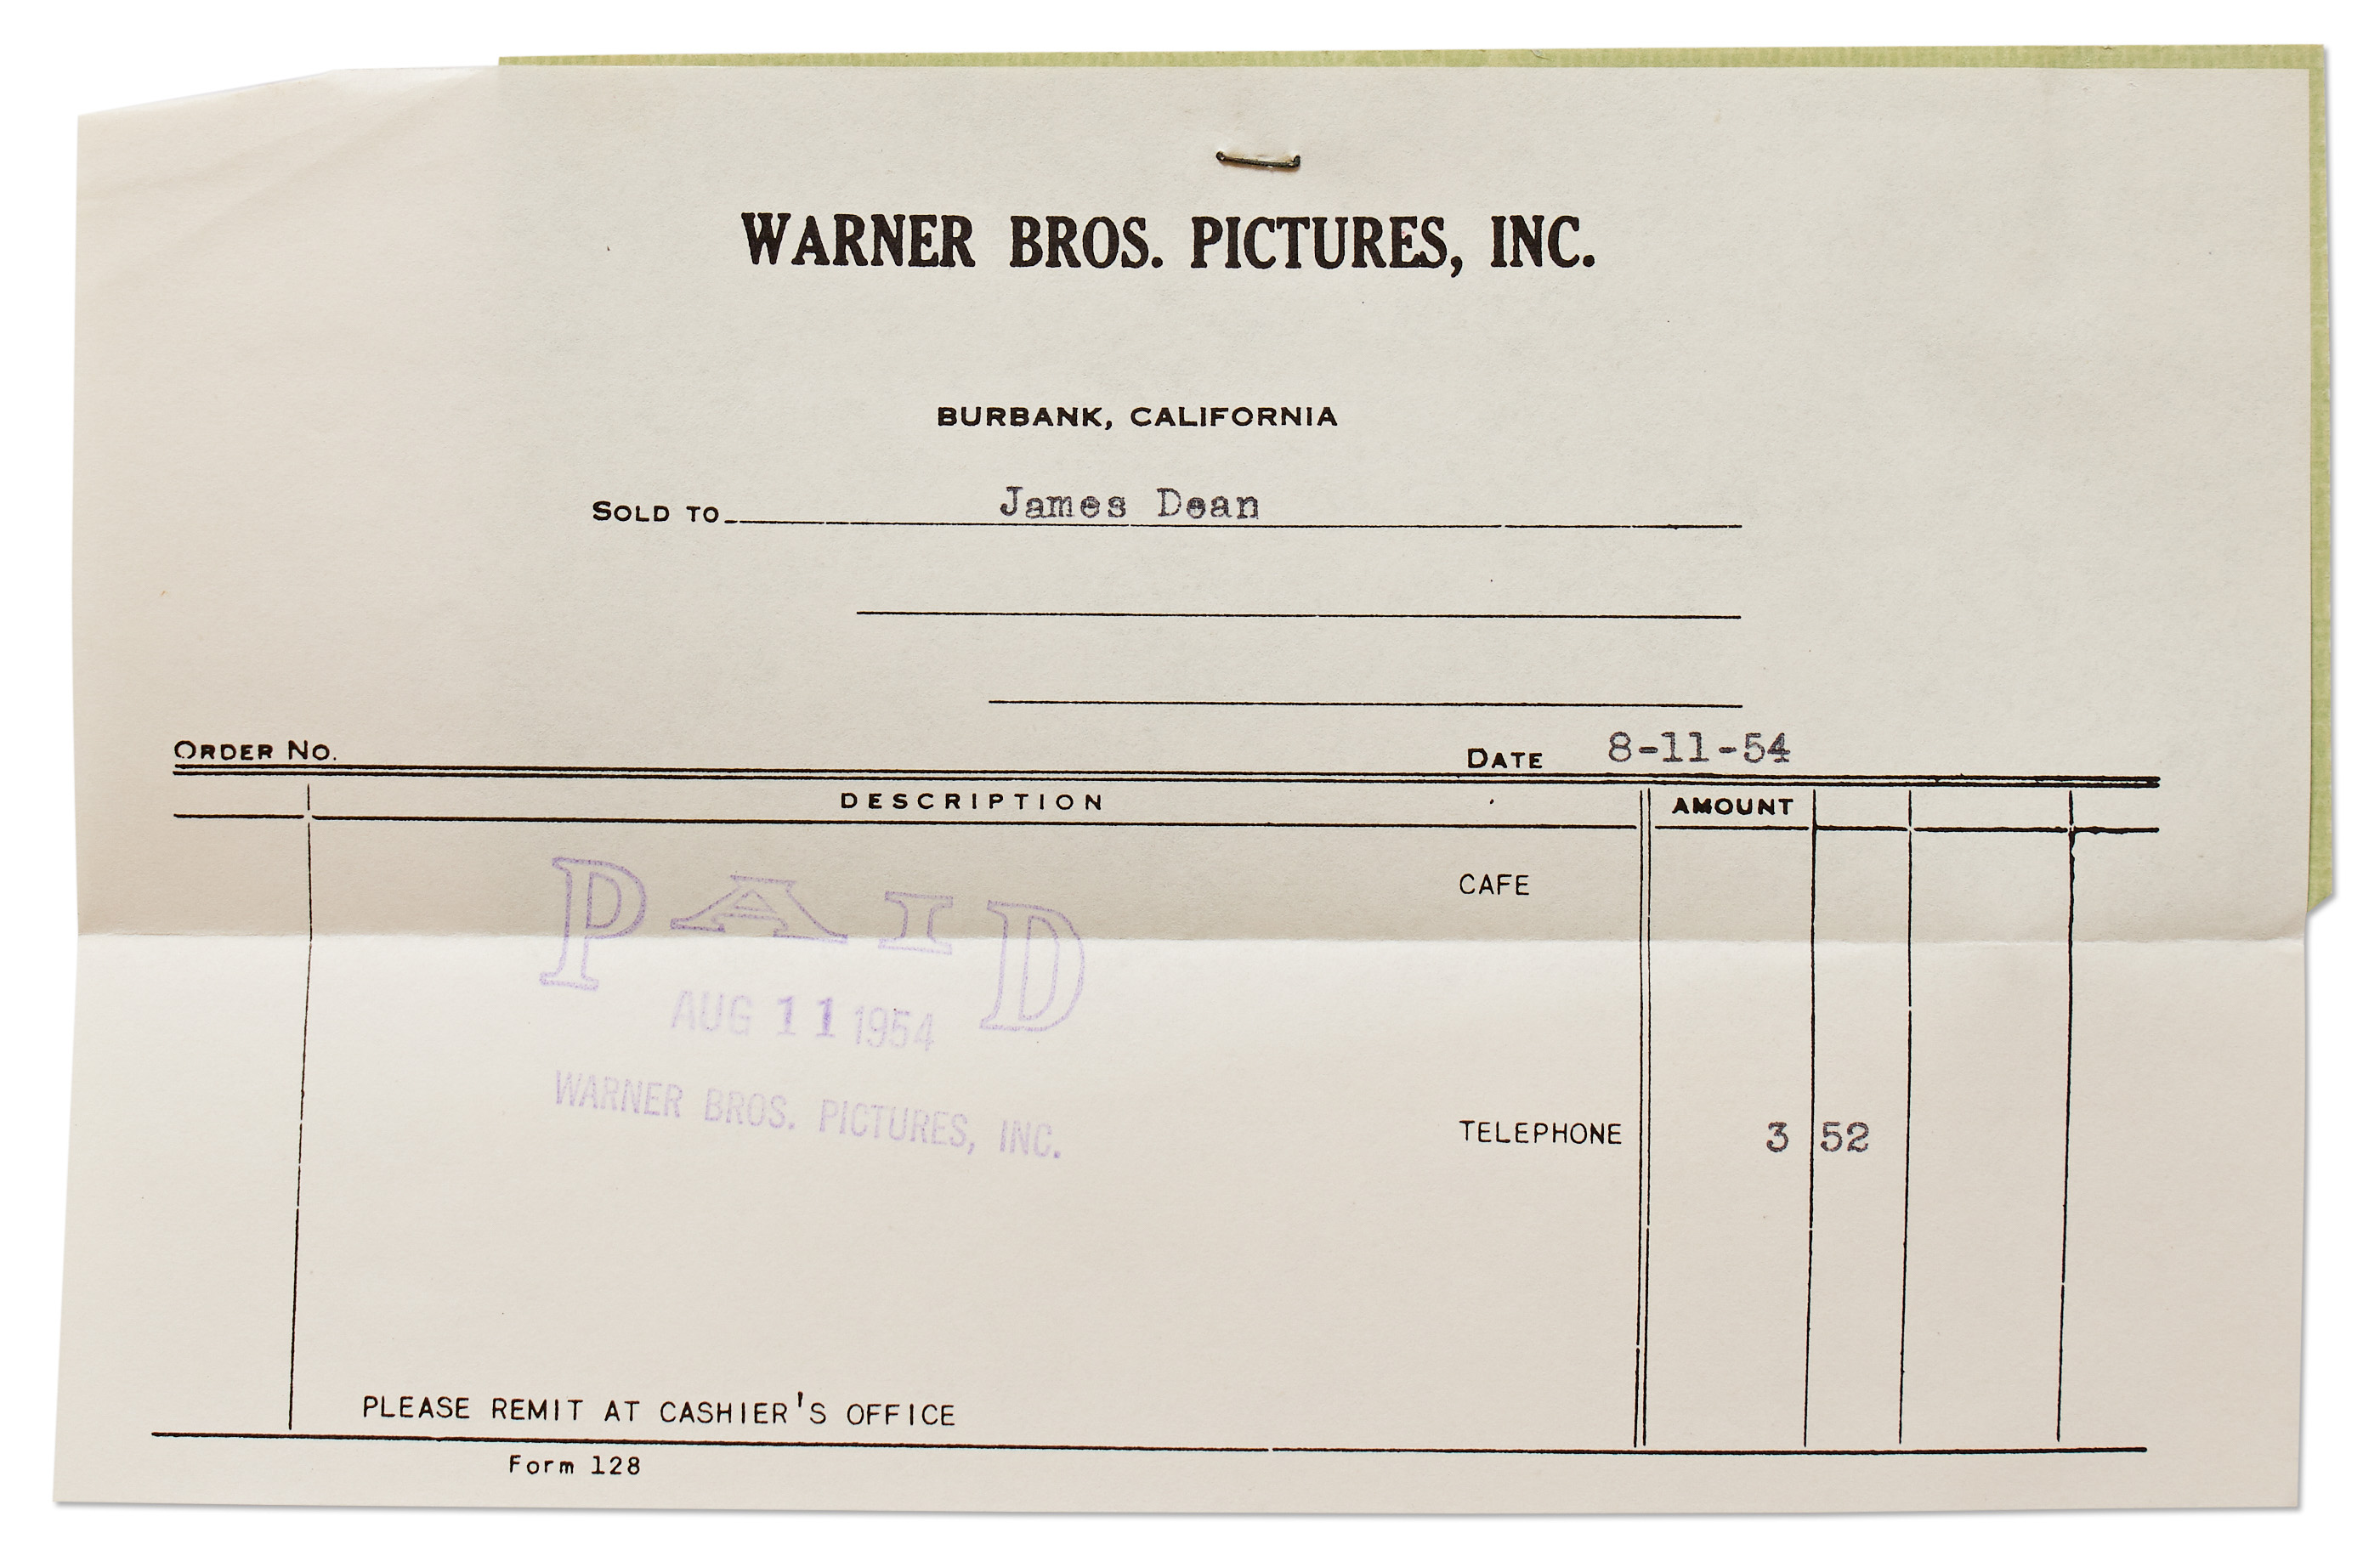 WARNER BROS. PICTURES, INC.
BURBANK, CALIFORNIA
SOLD TO James Dean
ORDER NO. DATE 8-11-54
DESCRIPTION AMOUNT
CAFE
PAID
AUG 11 1954
WARNER BROS. PICTURES, INC.
TELEPHONE 3 52
PLEASE REMIT AT CASHIER'S OFFICE
Form 128